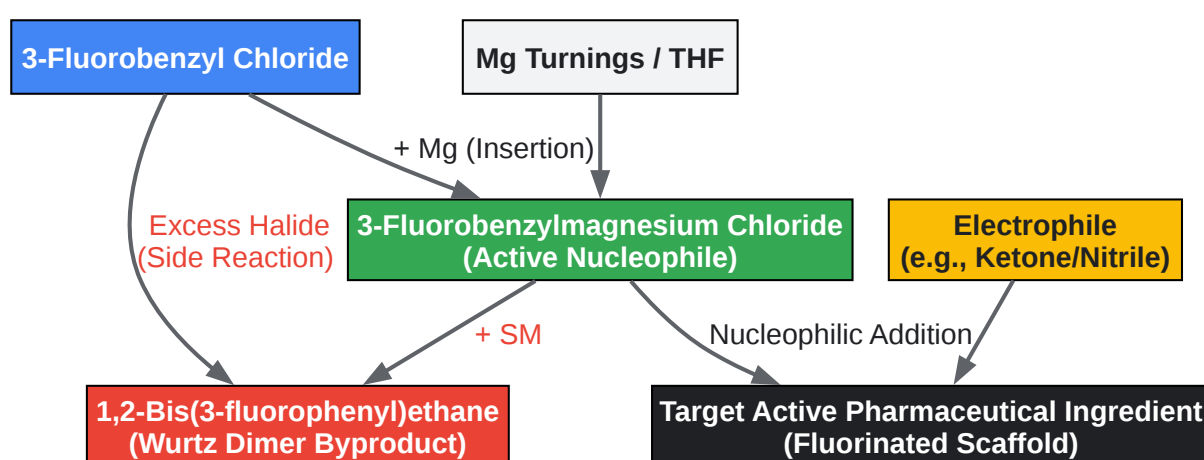 3-Fluorobenzyl Chloride
Mg Turnings / THF
+ Mg (Insertion)
Excess Halide
(Side Reaction)
3-Fluorobenzylmagnesium Chloride
(Active Nucleophile)
Electrophile
(e.g., Ketone/Nitrile)
+ SM
Nucleophilic Addition
1,2-Bis(3-fluorophenyl)ethane
(Wurtz Dimer Byproduct)
Target Active Pharmaceutical Ingredient
(Fluorinated Scaffold)